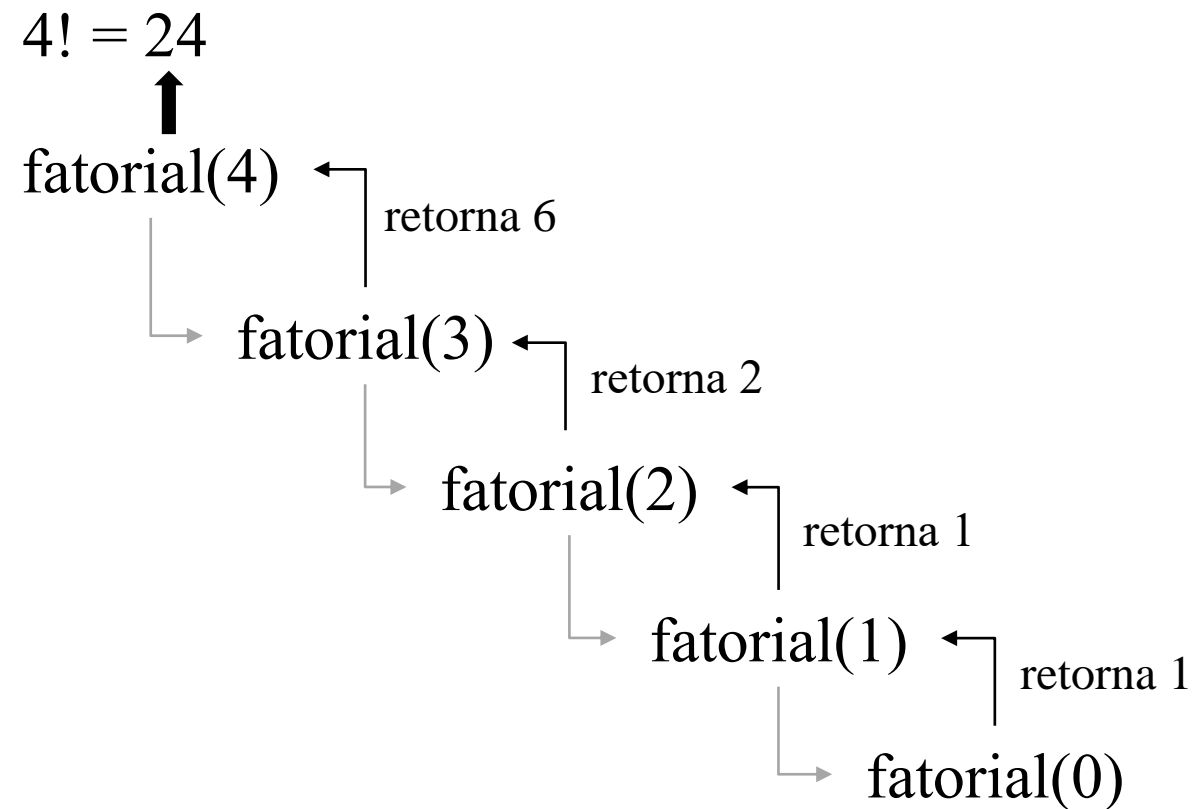 4! = 24
fatorial(4)
retorna 6
fatorial(3)
retorna 2
fatorial(2)
retorna 1
fatorial(1)
retorna 1
fatorial(0)